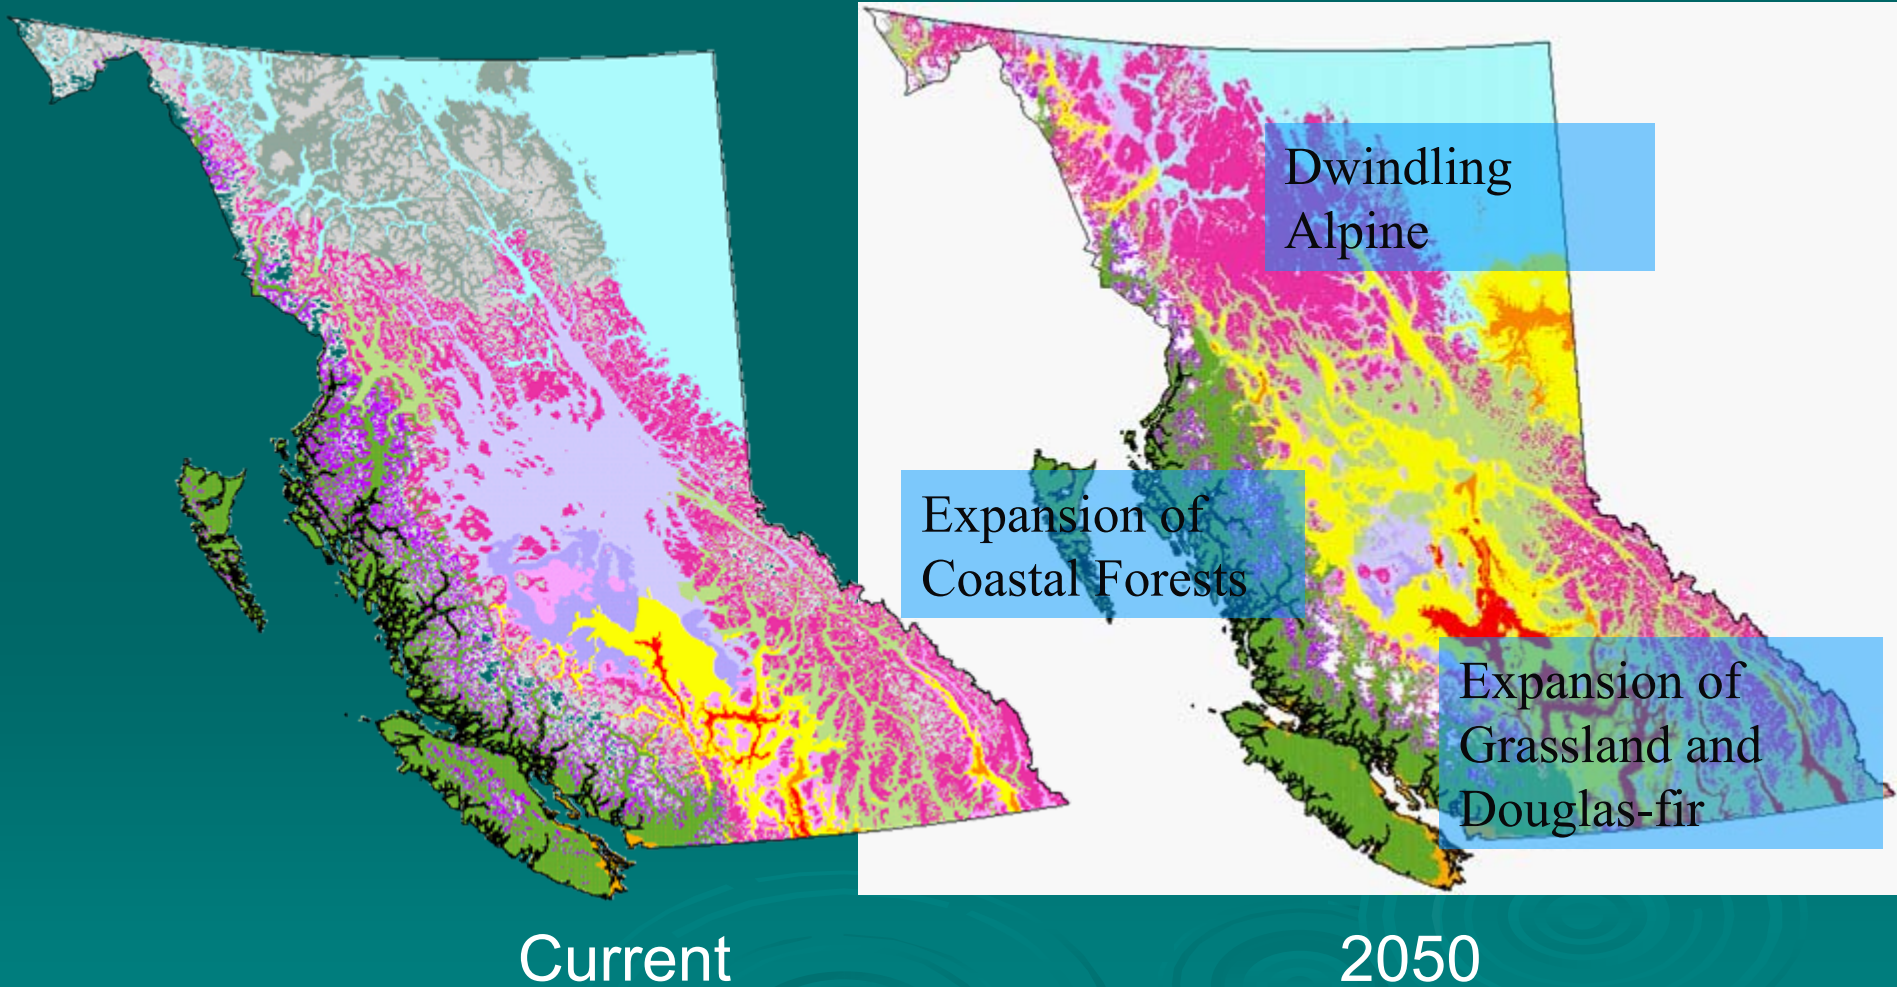 Dwindling
Alpine
Expansion of
Coastal Forests
Expansion of
Grassland and
Douglas-fir
Current
2050